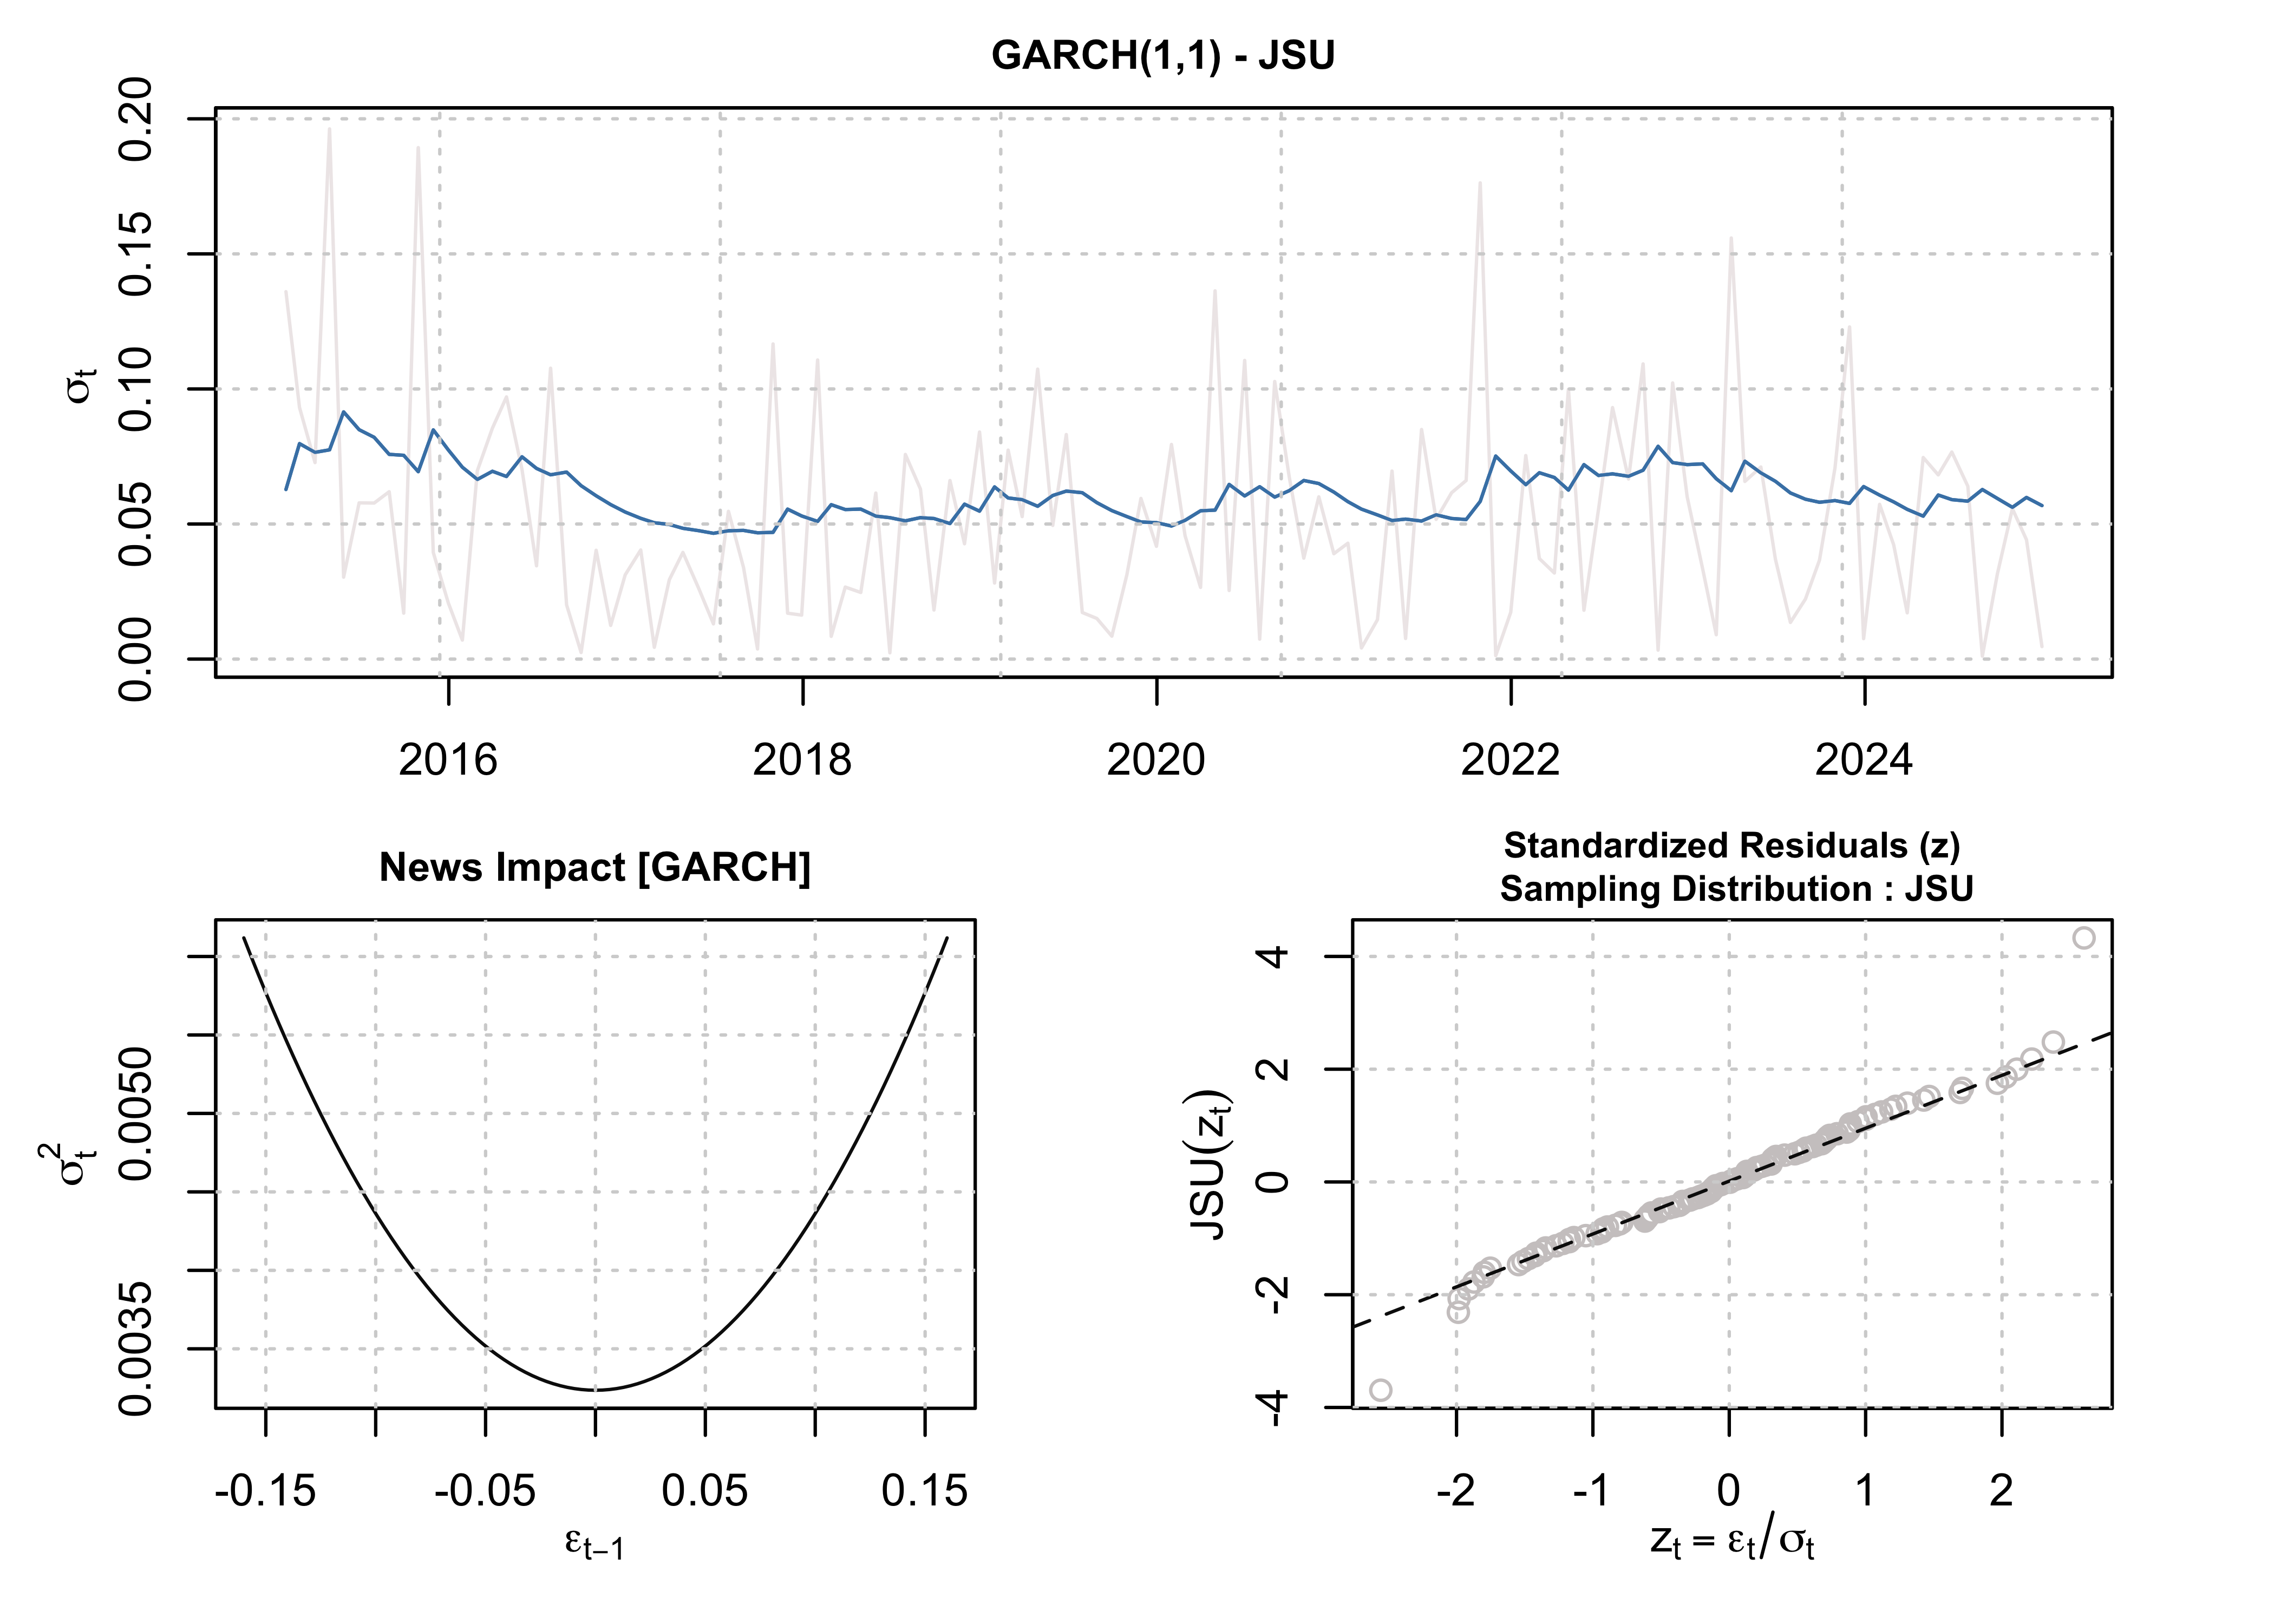 GARCH(1,1) - JSU
σt
0.20
0.15
0.10
0.05
0.00
2016 2018 2020 2022 2024
News Impact [GARCH]
σt²
0.0050
0.0035
-0.15 -0.05 0.05 0.15
εt−1
Standardized Residuals (z)
Sampling Distribution : JSU
JSU(zt)
4
2
0
-2
-4
-2 -1 0 1 2
zt = εt/σt